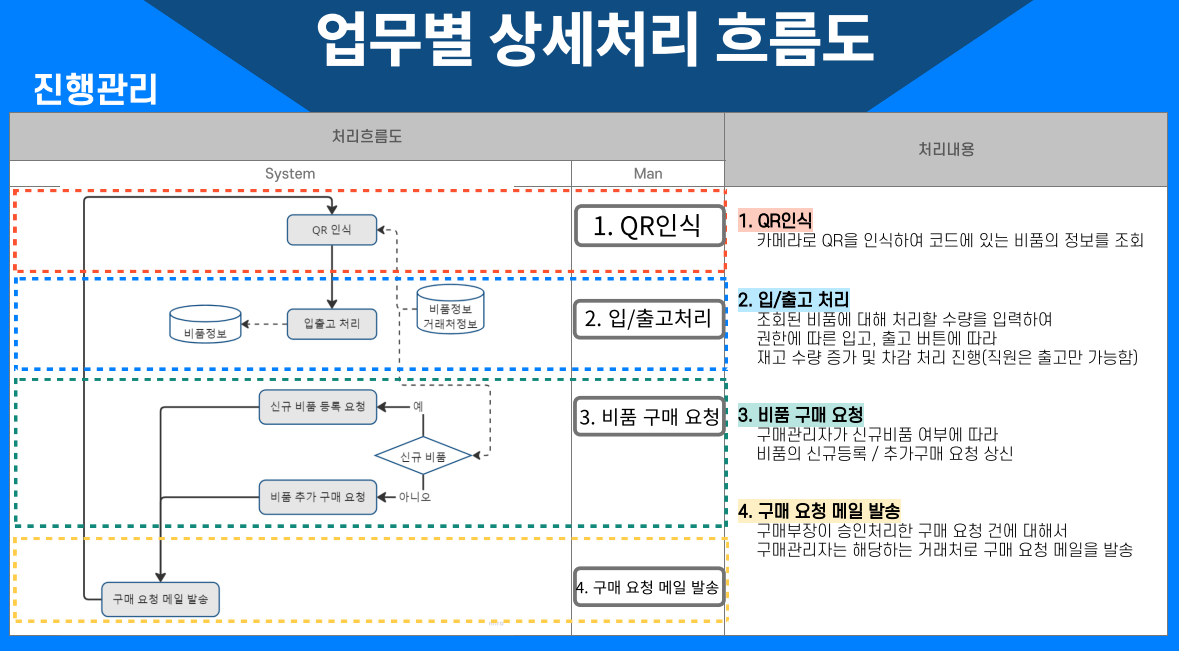 업무별 상세처리 흐름도
진행관리
처리흐름도
처리내용
System
Man
QR 인식
1. QR인식
1. QR인식
카메라로 QR을 인식하여 코드에 있는 비품의 정보를 조회
비품정보
입출고 처리
비품정보
거래처정보
2. 입/출고처리
2. 입/출고 처리
조회된 비품에 대해 처리할 수량을 입력하여
권한에 따른 입고, 출고 버튼에 따라
재고 수량 증가 및 차감 처리 진행(직원은 출고만 가능함)
신규 비품 등록 요청
예
신규 비품
비품 추가 구매 요청
아니오
3. 비품 구매 요청
3. 비품 구매 요청
구매관리자가 신규비품 여부에 따라
비품의 신규등록 / 추가구매 요청 상신
구매 요청 메일 발송
4. 구매 요청 메일 발송
4. 구매 요청 메일 발송
구매부장이 승인처리한 구매 요청 건에 대해서
구매관리자는 해당하는 거래처로 구매 요청 메일을 발송